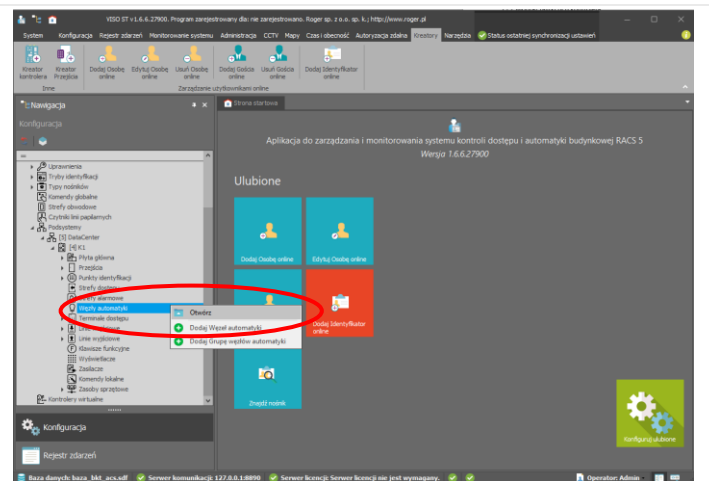 VISO ST v1.6.6.27900. Program zarejestrowany dla: nie zarejestrowano. Roger sp. z o.o. sp. k.; http://www.roger.pl
System Konfiguracja Rejestr zdarzeń Monitorowanie systemu Administracja CCTV Mapy Czas i obecność Autoryzacja zdalna Kreatory Narzędzia Status ostatniej synchronizacji ustawień
Kreator kontrolera
Kreator Przejścia
Dodaj Osobę online
Edytuj Osobę online
Usuń Osobę online
Dodaj Gościa online
Usuń Gościa online
Dodaj Identyfikator online
Inne Zarządzanie użytkownikami online
Nawigacja
Strona startowa
Konfiguracja
Uprawnienia
Tryby identyfikacji
Typy nośników
Komendy globalne
Strefy obwodowe
Czytniki linii papilarnych
Podsystemy
[3] DataCenter
[4] K1
Płyta główna
Przejścia
Punkty identyfikacji
Strefy dostępu
Strefy alarmowe
Węzły automatyki
Terminale dostępu
Linie wejściowe
Linie wyjściowe
Klawisze funkcyjne
Wyświetlacze
Zasilacze
Komendy lokalne
Zasoby sprzętowe
Kontrolery wirtualne
Otwórz
Dodaj Węzeł automatyki
Dodaj Grupę węzłów automatyki
Konfiguracja
Rejestr zdarzeń
Aplikacja do zarządzania i monitorowania systemu kontroli dostępu i automatyki budynkowej RACS 5
Wersja 1.6.6.27900
Ulubione
Dodaj Osobę online
Edytuj Osobę online
Dodaj Identyfikator
online
Znajdź nośnik
Konfiguruj ulubione
Baza danych: baza_bkt_acs.sdf Serwer komunikacji: 127.0.0.1:8890 Serwer licencji: Serwer licencji nie jest wymagany. Operator: Admin